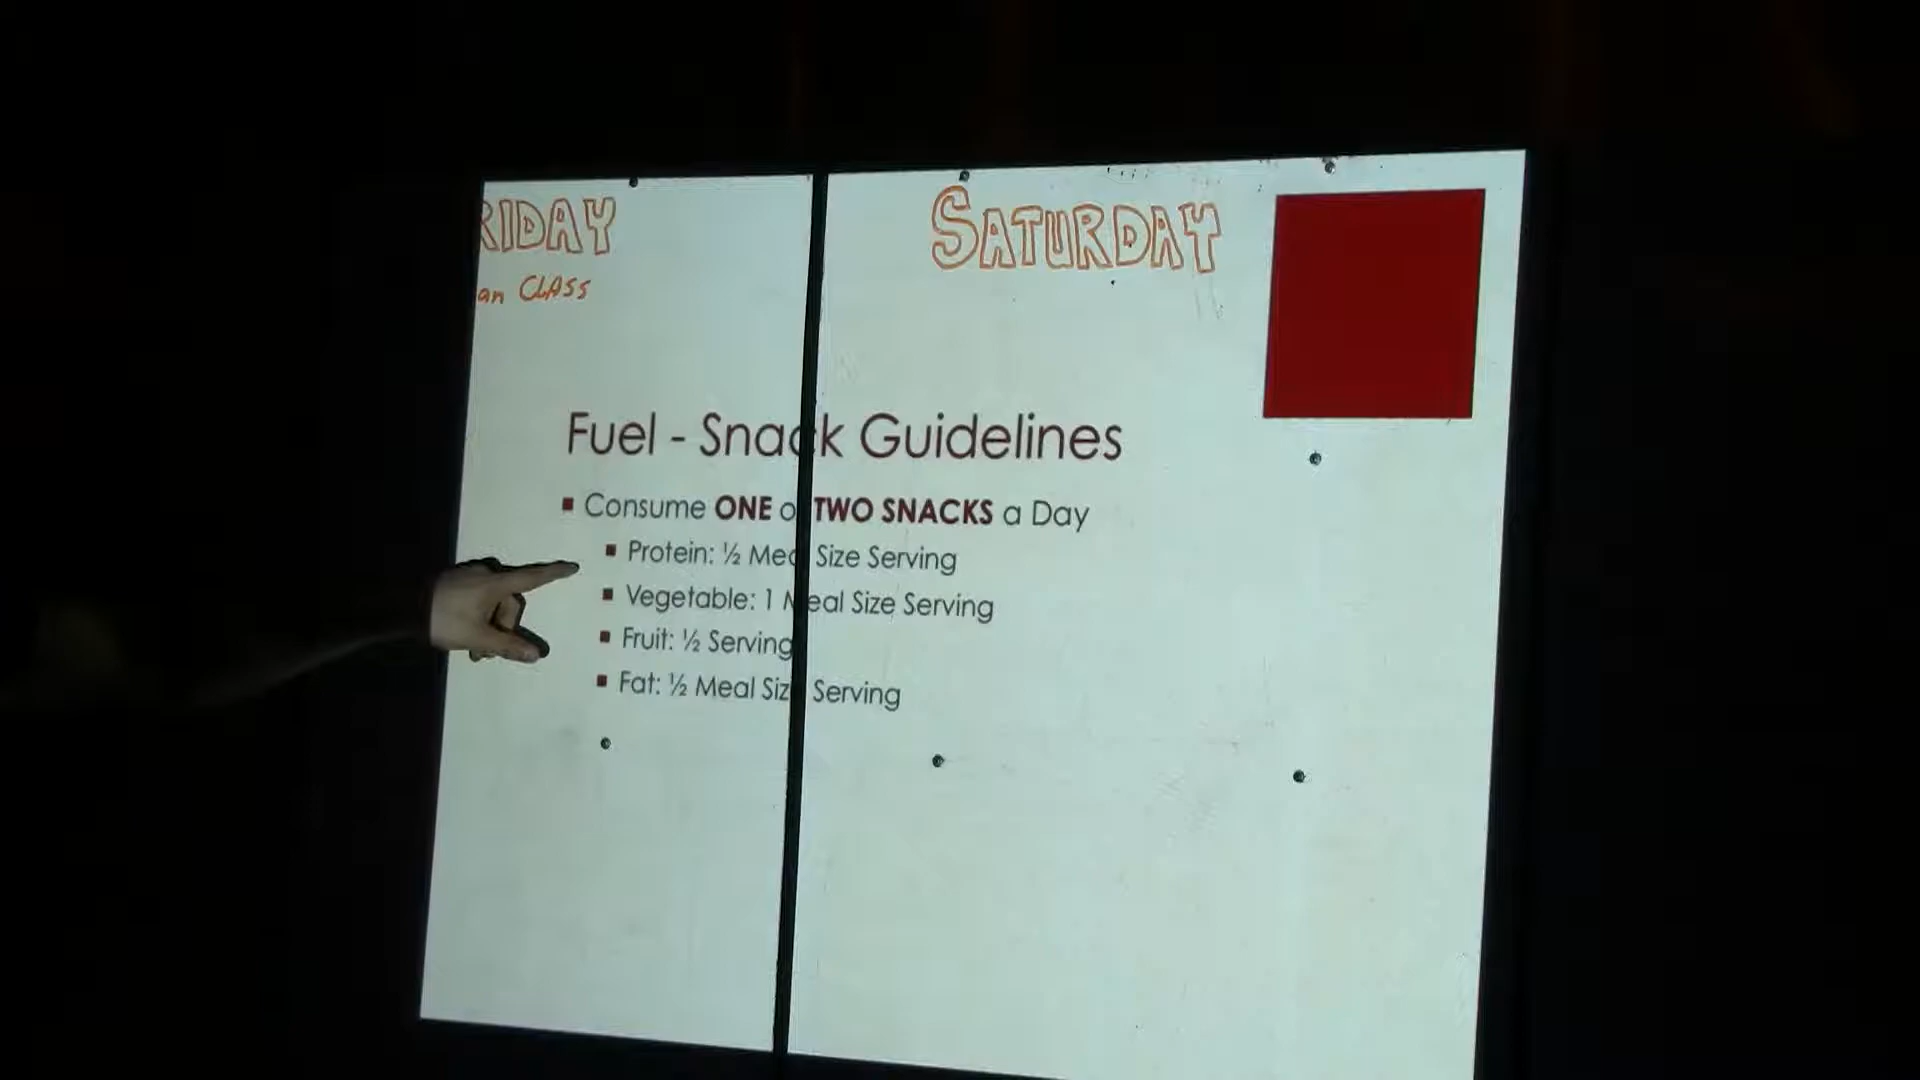 RIDAY
SATURDAY
an CLASS
Fuel - Snack Guidelines
Consume ONE or TWO SNACKS a Day
Protein: ½ Meal Size Serving
Vegetable: 1 Meal Size Serving
Fruit: ½ Serving
Fat: ½ Meal Size Serving